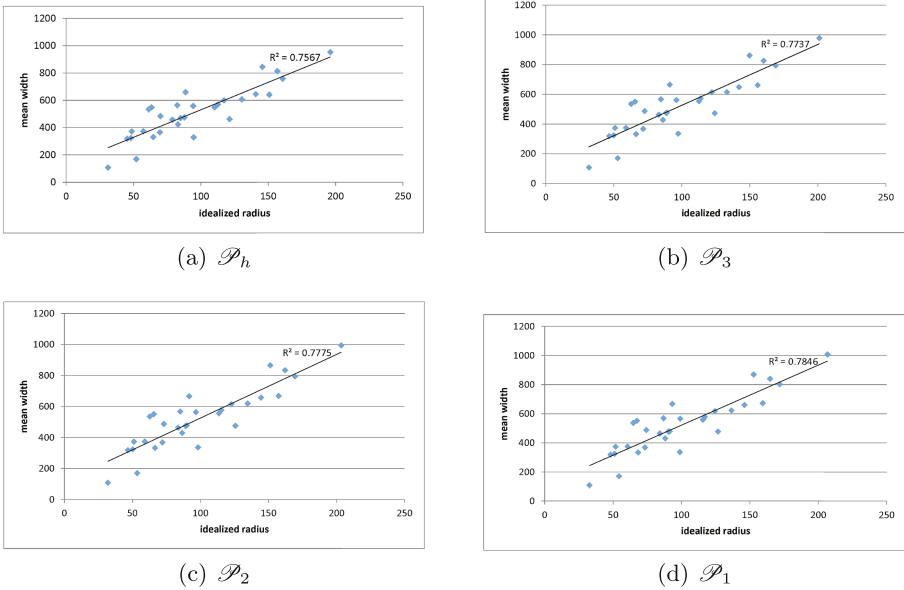 1200
1000
800
600
400
200
0
mean width
R² = 0.7567
0 50 100 150 200 250
idealized radius
(a) 𝒫h
1200
1000
800
600
400
200
0
mean width
R² = 0.7737
0 50 100 150 200 250
idealized radius
(b) 𝒫3
1200
1000
800
600
400
200
0
mean width
R² = 0.7775
0 50 100 150 200 250
idealized radius
(c) 𝒫2
1200
1000
800
600
400
200
0
mean width
R² = 0.7846
0 50 100 150 200 250
idealized radius
(d) 𝒫1